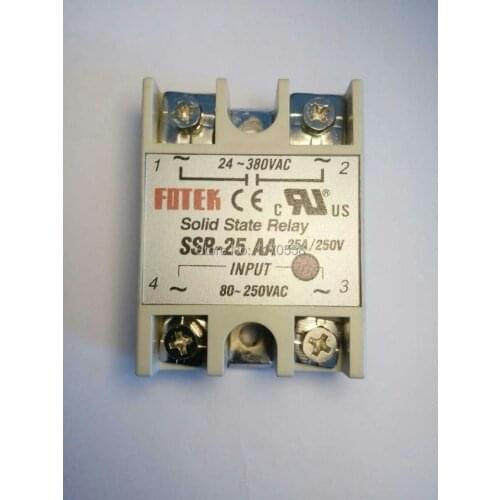 1 ~ 24~380VAC ~ 2
FOTEK CE C RU® US
Solid State Relay
SSR-25 AA 25A/250V
INPUT
4 ~ 80~250VAC ~ 3